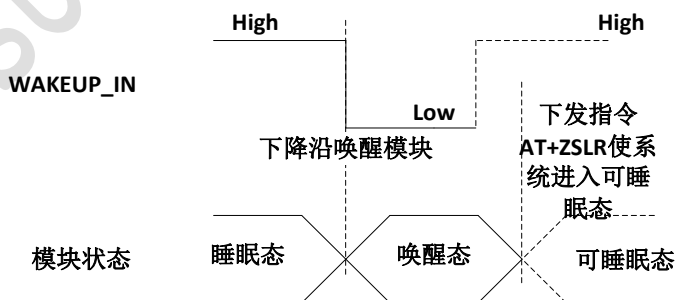 High
High
WAKEUP_IN
Low
下降沿唤醒模块
下发指令
AT+ZSLR使系
统进入可睡
眠态
模块状态
睡眠态
唤醒态
可睡眠态